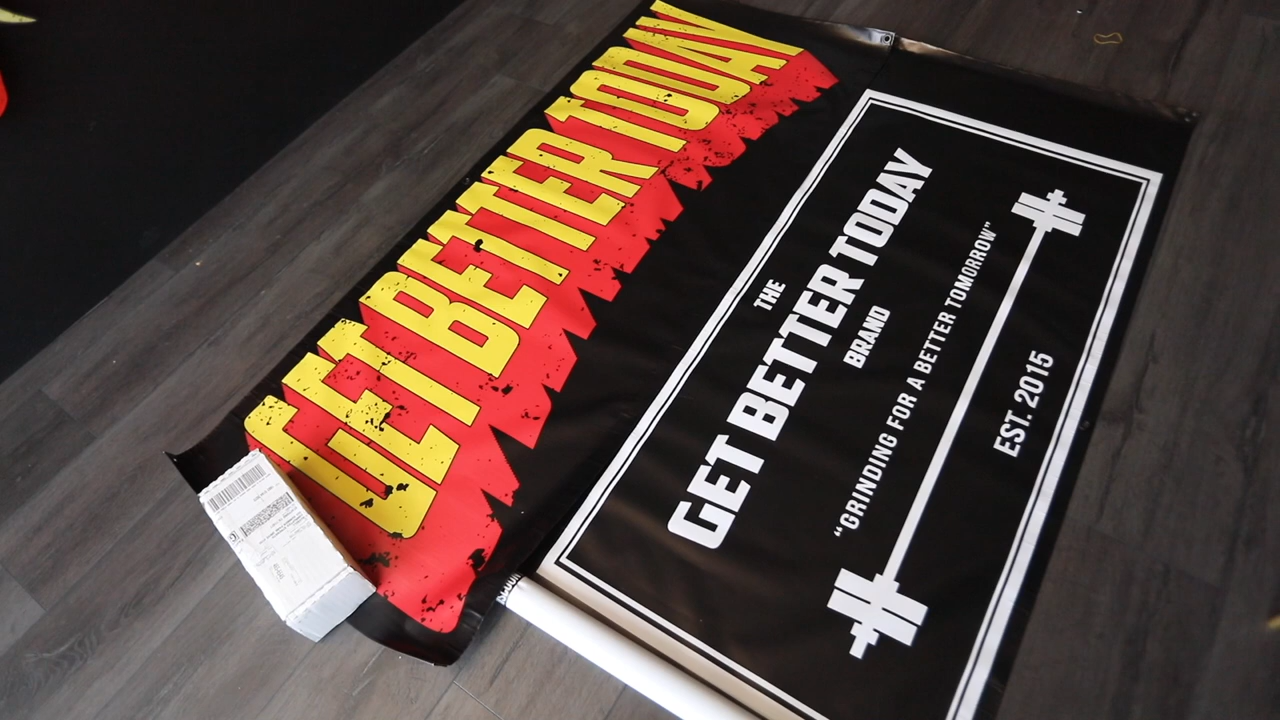 GET BETTER TODAY
THE
GET BETTER TODAY
BRAND
“GRINDING FOR A BETTER TOMORROW”
EST. 2015